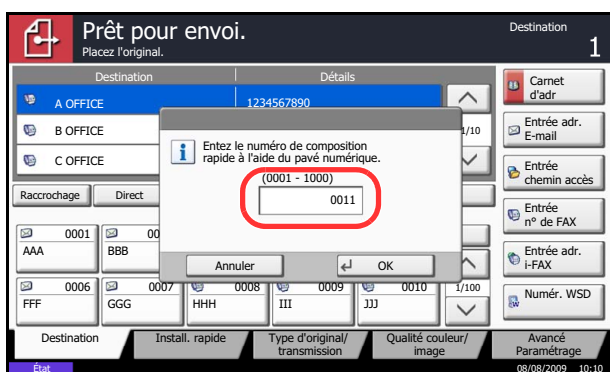 Prêt pour envoi.
Placez l'original.
Destination
1
Destination Détails
A OFFICE 1234567890
B OFFICE
C OFFICE
1/10
Entez le numéro de composition
rapide à l'aide du pavé numérique.
(0001 - 1000)
0011
Annuler OK
Raccrochage Direct
0001 00
AAA BBB
0006 0007 0008 0009 0010 1/100
FFF GGG HHH III JJJ
Carnet
d'adr
Entrée adr.
E-mail
Entrée
chemin accès
Entrée
n° de FAX
Entrée adr.
i-FAX
Numér. WSD
Destination
Install. rapide
Type d'original/
transmission
Qualité couleur/
image
Avancé
Paramétrage
État 08/08/2009 10:10